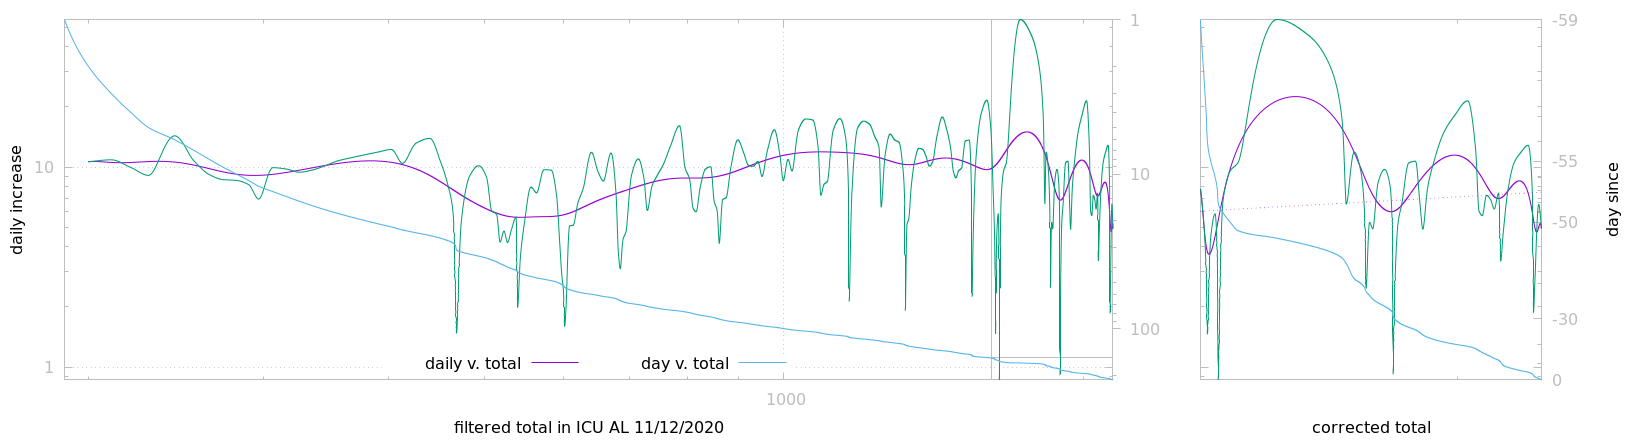 daily increase
10
1
daily v. total
day v. total
1000
1
10
100
filtered total in ICU AL 11/12/2020
-59
-55
-50
-30
0
day since
corrected total